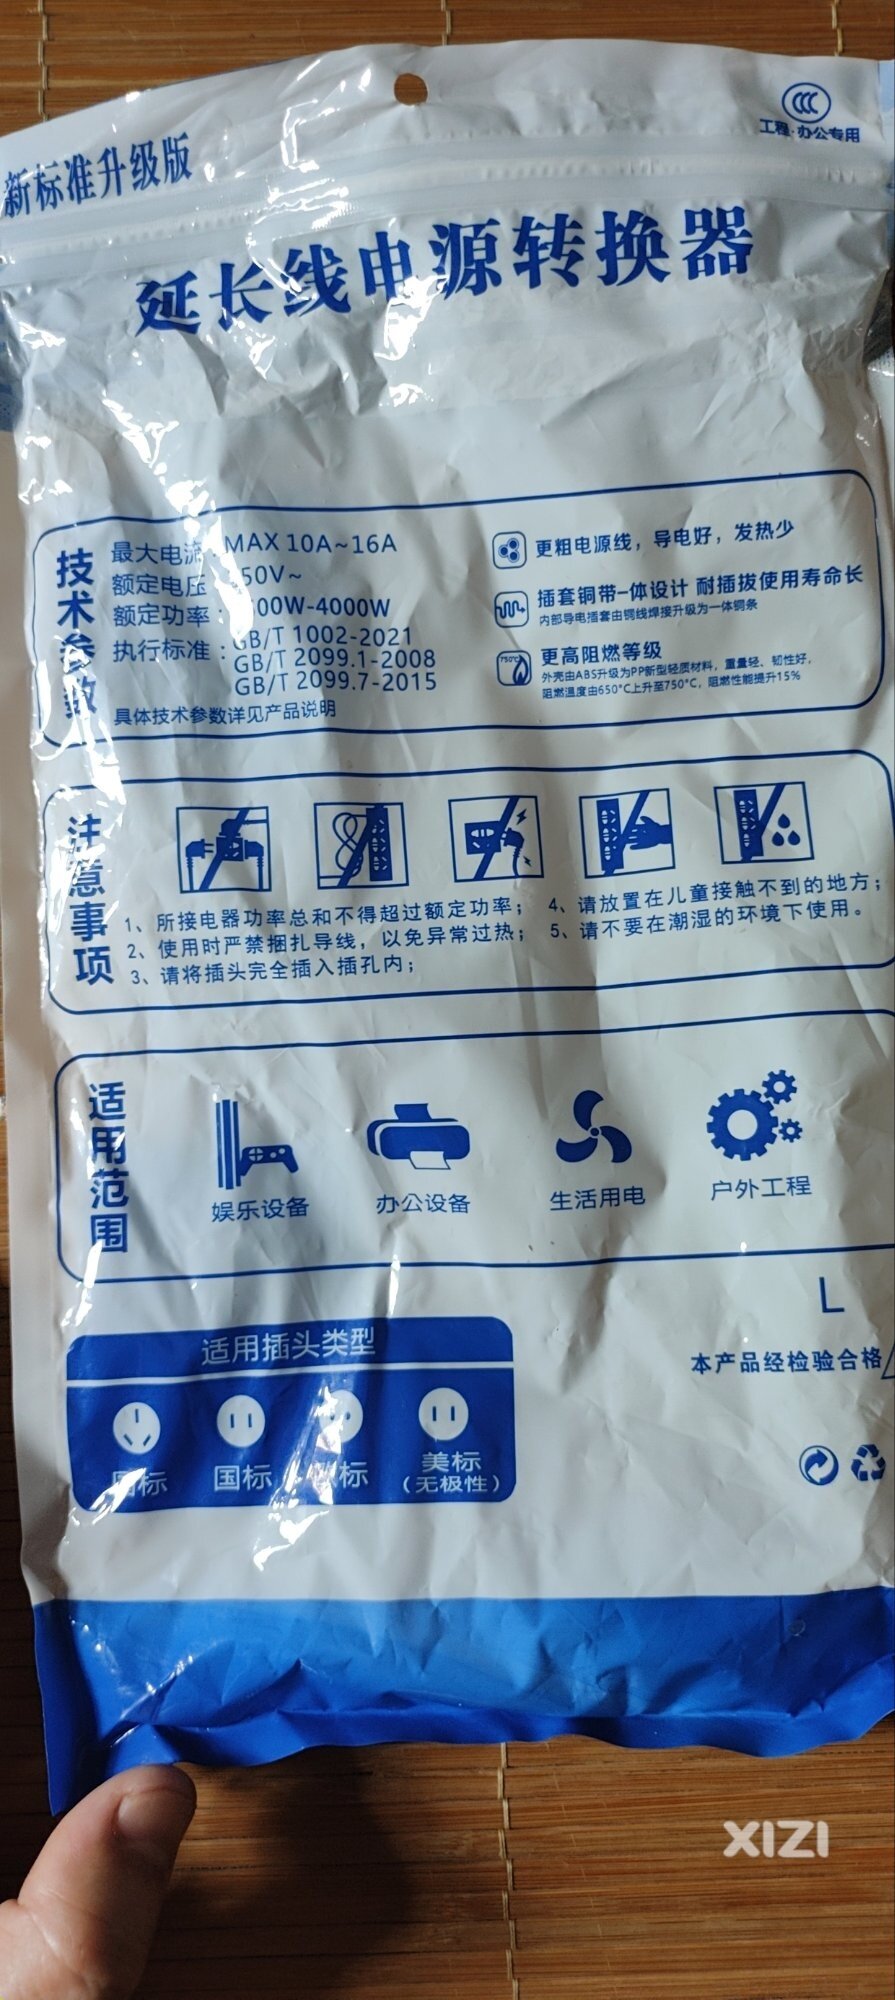 新标准升级版
工程·办公专用
延长线电源转换器
技术参数
最大电流：MAX 10A~16A
额定电压：50V~
额定功率：00W-4000W
执行标准：GB/T 1002-2021
GB/T 2099.1-2008
GB/T 2099.7-2015
具体技术参数详见产品说明
更粗电源线，导电好，发热少
插套铜带一体设计 耐插拔使用寿命长
内部导电插套由铜线焊接升级为一体铜条
750℃
更高阻燃等级
外壳由ABS升级为PP新型轻质材料，重量轻、韧性好，
阻燃温度由650°C上升至750°C，阻燃性能提升15%
注意事项
1、所接电器功率总和不得超过额定功率；
2、使用时严禁捆扎导线，以免异常过热；
3、请将插头完全插入插孔内；
4、请放置在儿童接触不到的地方；
5、请不要在潮湿的环境下使用。
适用范围
娱乐设备
办公设备
生活用电
户外工程
L
本产品经检验合格
适用插头类型
国标
国标
欧标
美标
（无极性）
XIZI